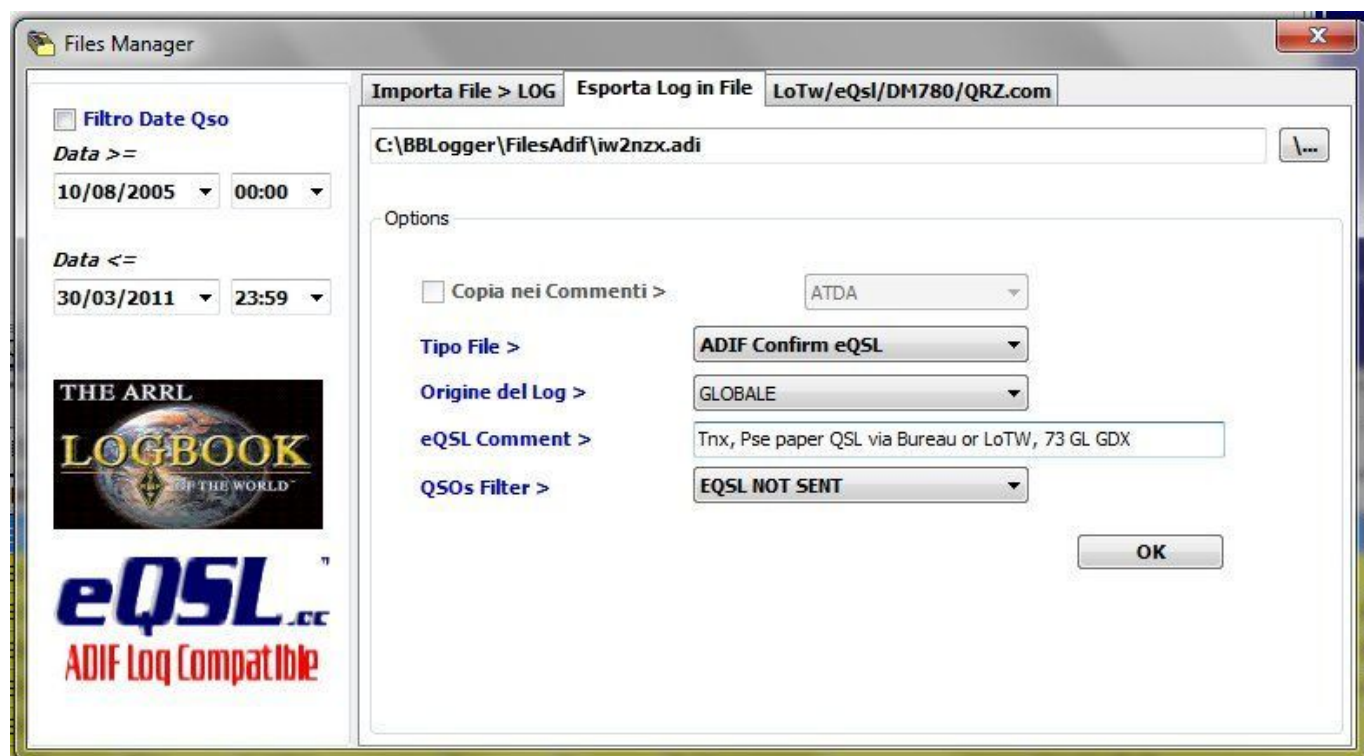 Files Manager
Importa File > LOG Esporta Log in File LoTw/eQsl/DM780/QRZ.com
C:\BBLogger\FilesAdif\iw2nzx.adi \...
Filtro Date Qso
Data >=
10/08/2005 00:00
Data <=
30/03/2011 23:59
THE ARRL
LOGBOOK
OF THE WORLD
eQSL.cc
ADIF Log Compatible
Options
Copia nei Commenti > ATDA
Tipo File > ADIF Confirm eQSL
Origine del Log > GLOBALE
eQSL Comment > Tnx, Pse paper QSL via Bureau or LoTW, 73 GL GDX
QSOs Filter > EQSL NOT SENT
OK